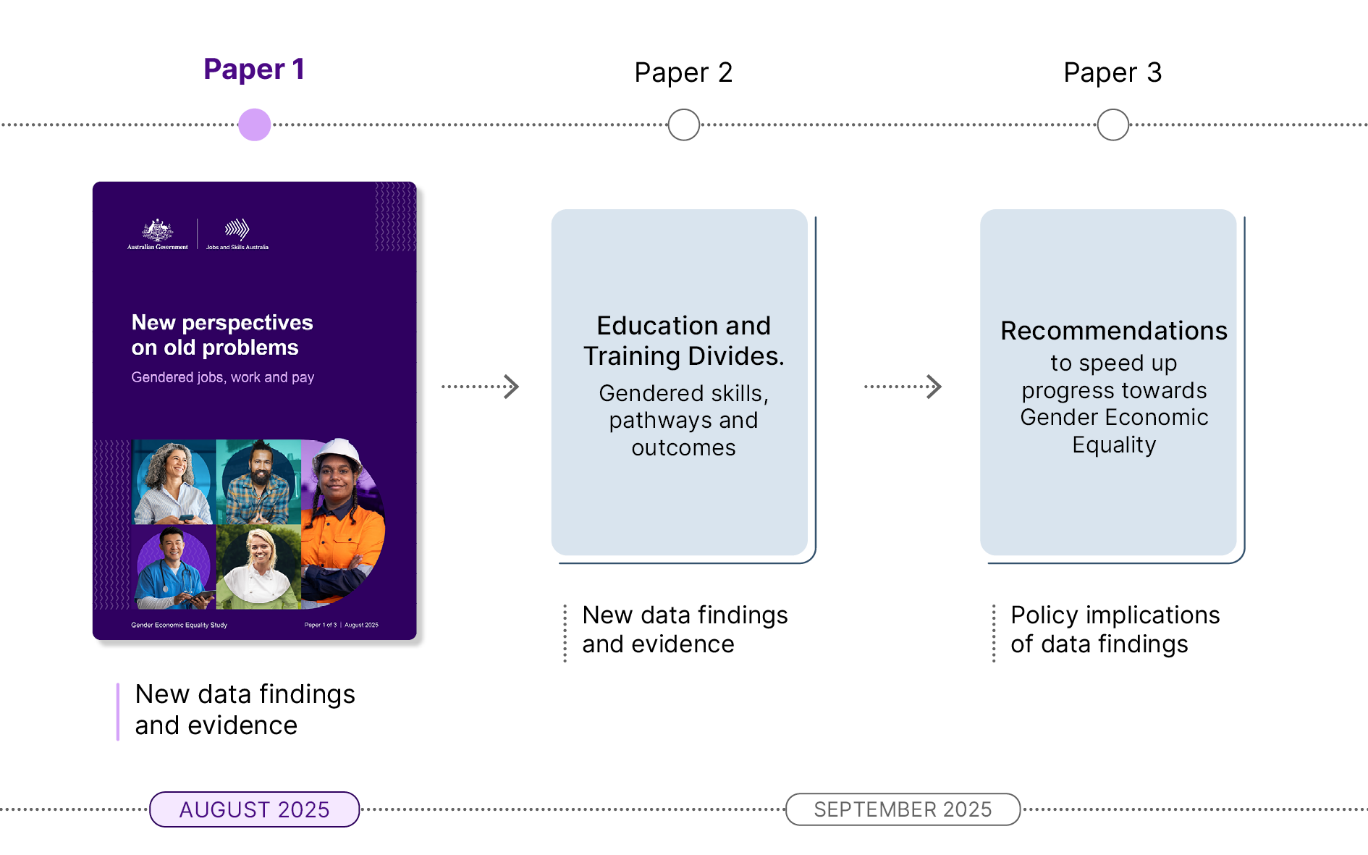 Paper 1
Paper 2
Paper 3
Australian Government
Jobs and Skills Australia
New perspectives
on old problems
Gendered jobs, work and pay
Gender Economic Equality Study
Paper 1 of 3 | August 2025
New data findings
and evidence
Education and
Training Divides.
Gendered skills,
pathways and
outcomes
New data findings
and evidence
Recommendations
to speed up
progress towards
Gender Economic
Equality
Policy implications
of data findings
AUGUST 2025
SEPTEMBER 2025